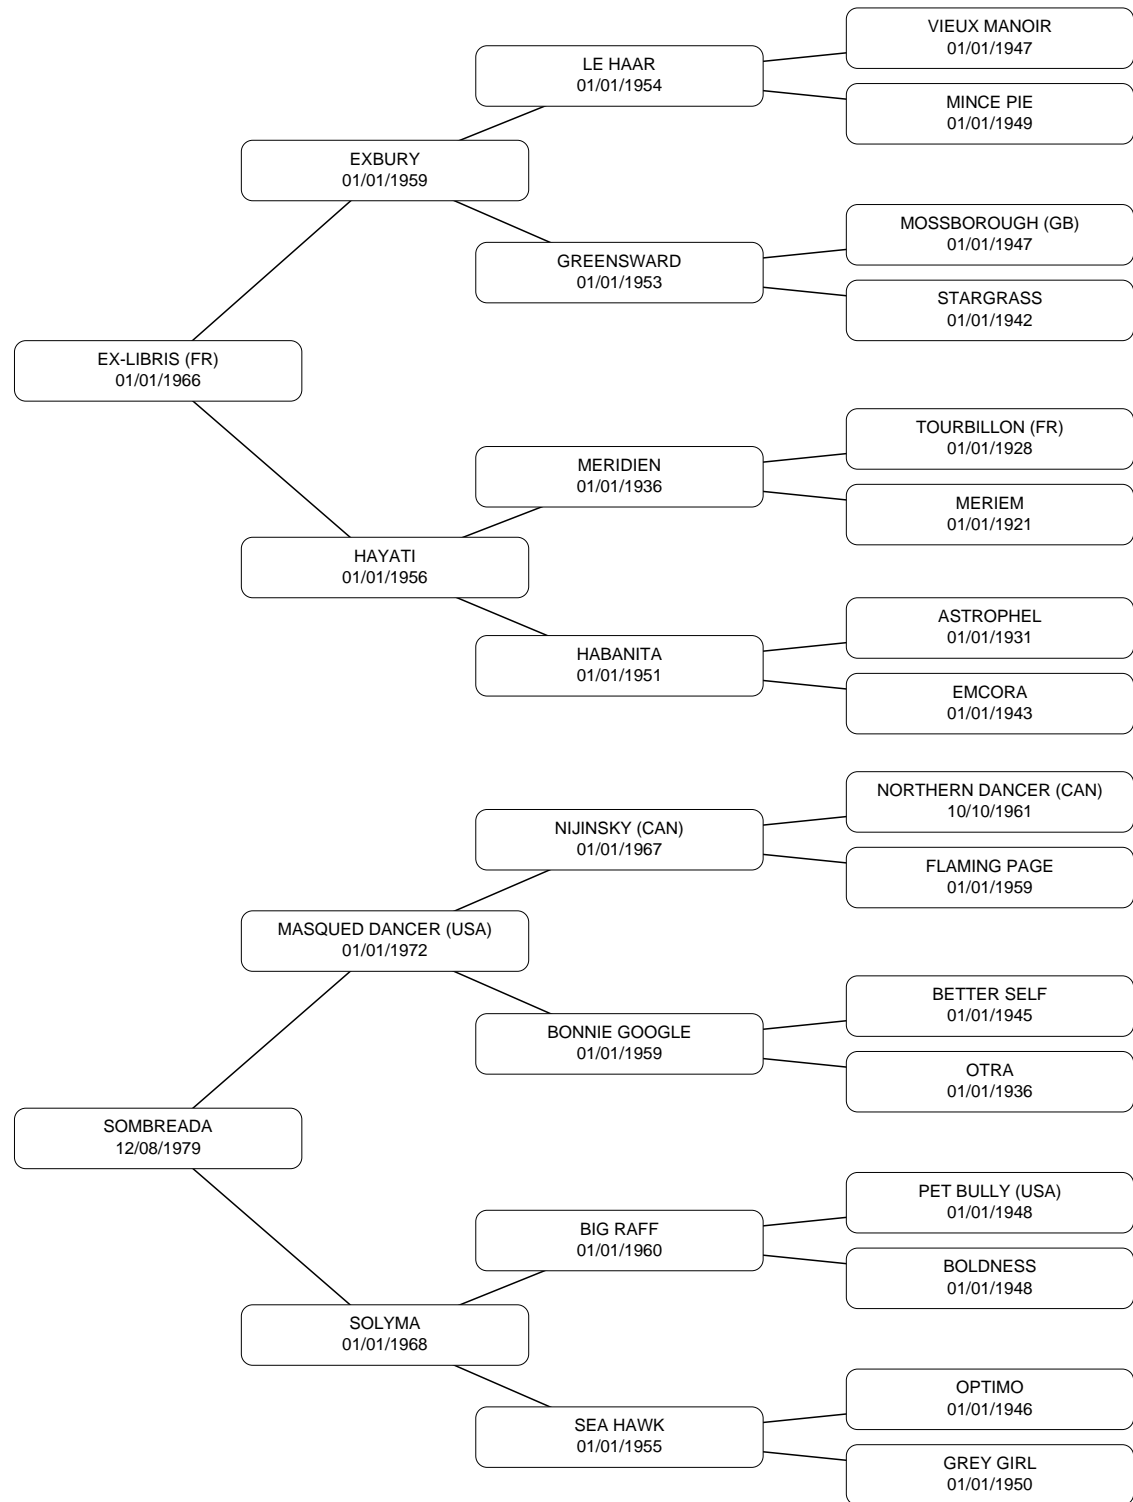 VIEUX MANOIR
01/01/1947
LE HAAR
01/01/1954
MINCE PIE
01/01/1949
EXBURY
01/01/1959
MOSSBOROUGH (GB)
01/01/1947
GREENSWARD
01/01/1953
STARGRASS
01/01/1942
EX-LIBRIS (FR)
01/01/1966
TOURBILLON (FR)
01/01/1928
MERIDIEN
01/01/1936
MERIEM
01/01/1921
HAYATI
01/01/1956
ASTROPHEL
01/01/1931
HABANITA
01/01/1951
EMCORA
01/01/1943
NORTHERN DANCER (CAN)
10/10/1961
NIJINSKY (CAN)
01/01/1967
FLAMING PAGE
01/01/1959
MASQUED DANCER (USA)
01/01/1972
BETTER SELF
01/01/1945
BONNIE GOOGLE
01/01/1959
OTRA
01/01/1936
SOMBREADA
12/08/1979
PET BULLY (USA)
01/01/1948
BIG RAFF
01/01/1960
BOLDNESS
01/01/1948
SOLYMA
01/01/1968
OPTIMO
01/01/1946
SEA HAWK
01/01/1955
GREY GIRL
01/01/1950